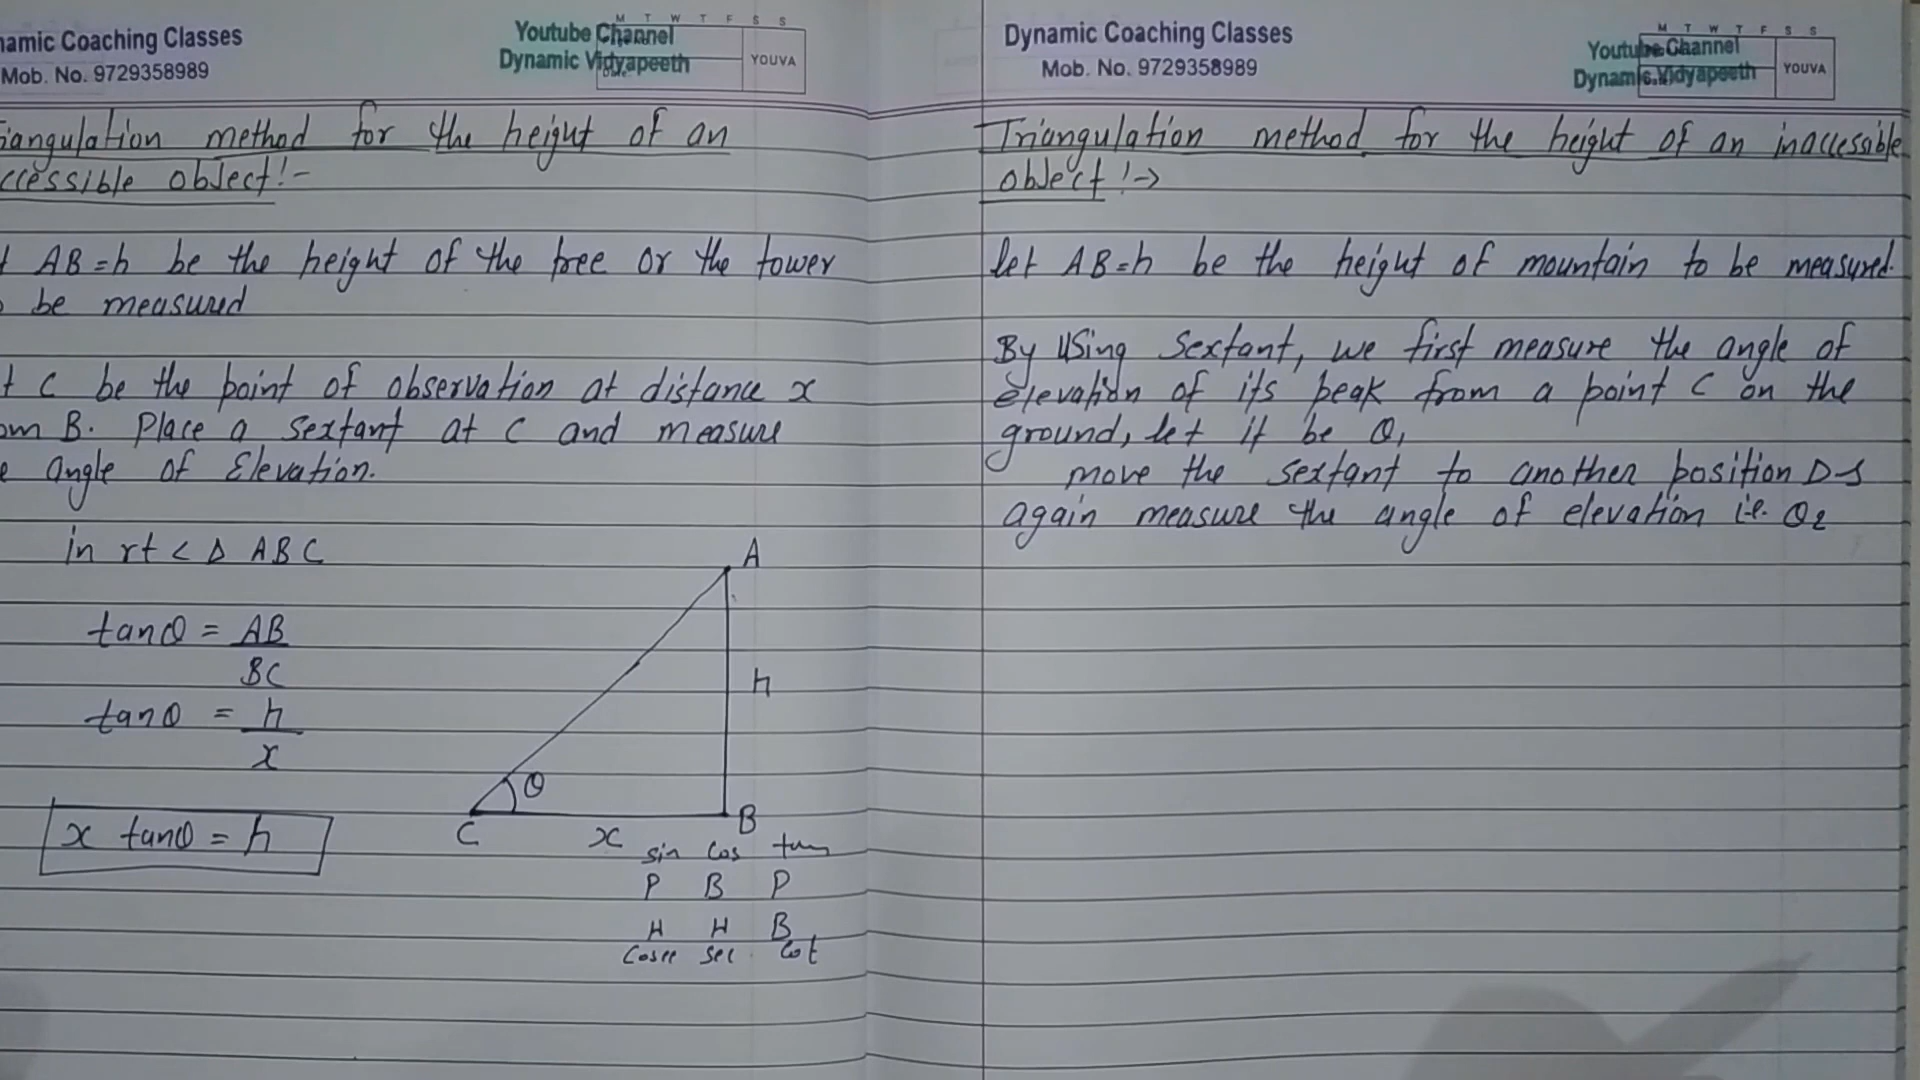 namic Coaching Classes
Mob. No. 9729358989
Youtube Channel
Dynamic Vidyapeeth
M T W T F S S
YOUVA
iangulation method for the height of an
ccessible object!-
t AB=h be the height of the tree or the tower
o be measured
t C be the point of observation at distance x
om B. Place a sextant at C and measure
e angle of Elevation.
in rt < Δ ABC
tanθ = AB
BC
tanθ = h
x
x tanθ = h
A
h
θ
C
x
B
sin cos tan
P B P
H H B
Cosec Sec Cot
Dynamic Coaching Classes
Mob. No. 9729358989
M T W T F S S
Youtube Channel
Dynamic Vidyapeeth
YOUVA
Triangulation method for the height of an inaccessible
object !→
let AB=h be the height of mountain to be measured.
By Using Sextant, we first measure the angle of
elevation of its peak from a point C on the
ground, let it be θ1
move the sextant to another position D
again measure the angle of elevation i.e. θ2